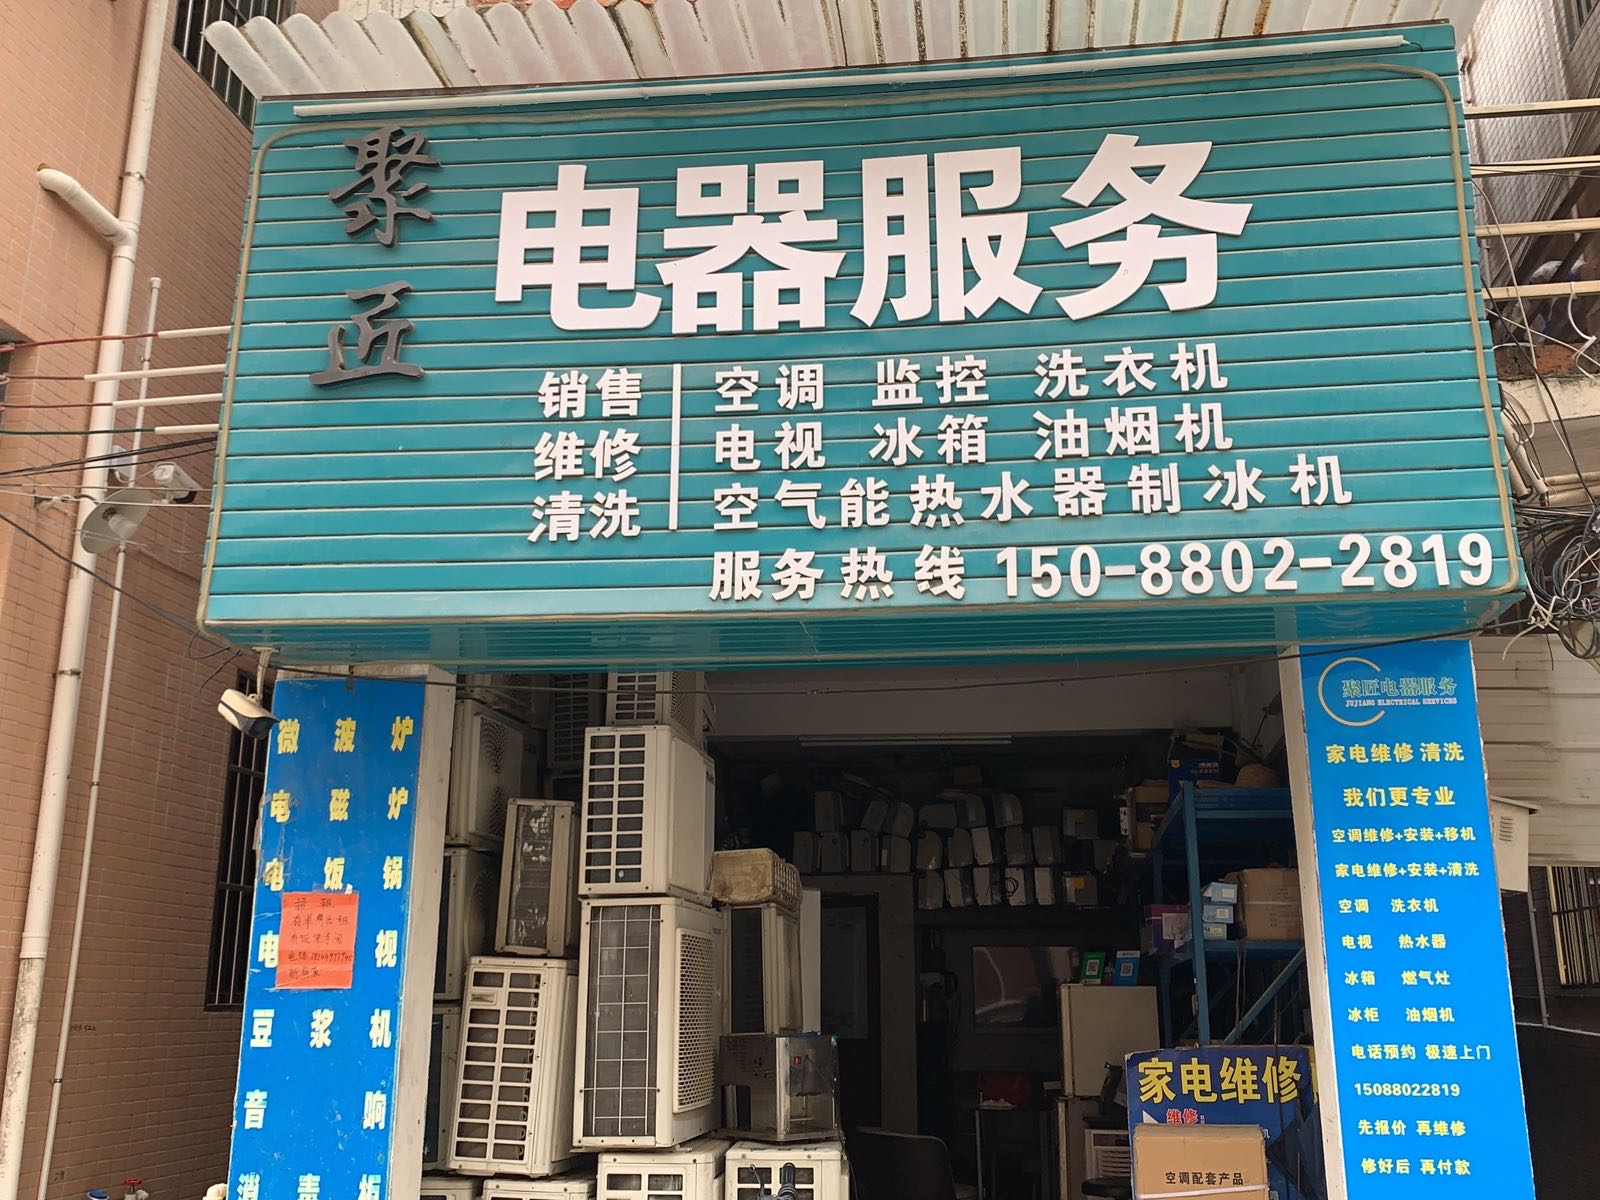 聚匠
电器服务
销售
维修
清洗
空调 监控 洗衣机
电视 冰箱 油烟机
空气能热水器制冰机
服务热线 150-8802-2819
微波炉
电磁炉
电饭锅
电 视
豆浆机
音 响
招租
有单房出租
聚匠电器服务
JUJIANG ELECTRICAL SERVICES
家电维修 清洗
我们更专业
空调维修+安装+移机
家电维修+安装+清洗
空调 洗衣机
电视 热水器
冰箱 燃气灶
冰柜 油烟机
电话预约 极速上门
15088022819
先报价 再维修
修好后 再付款
家电维修
维修:
空调配套产品